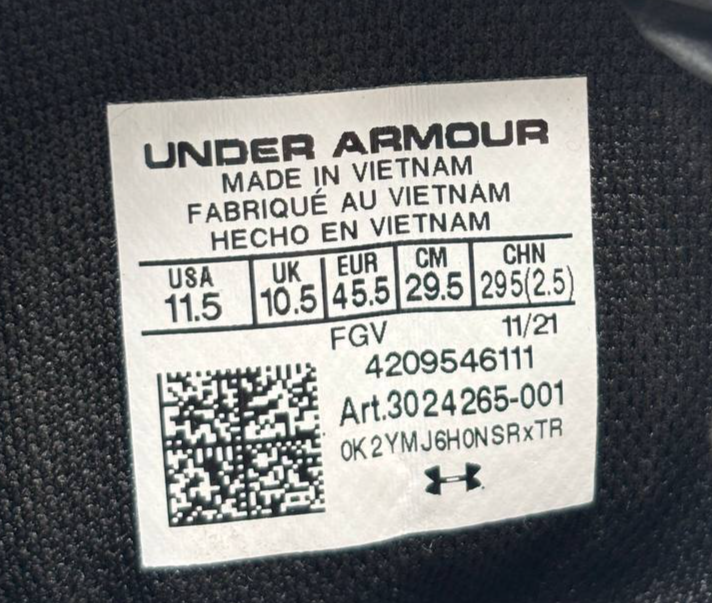 UNDER ARMOUR
MADE IN VIETNAM
FABRIQUÉ AU VIETNAM
HECHO EN VIETNAM
USA UK EUR CM CHN
11.5 10.5 45.5 29.5 295(2.5)
FGV 11/21
4209546111
Art.3024265-001
0K2YMJ6H0NSRxTR